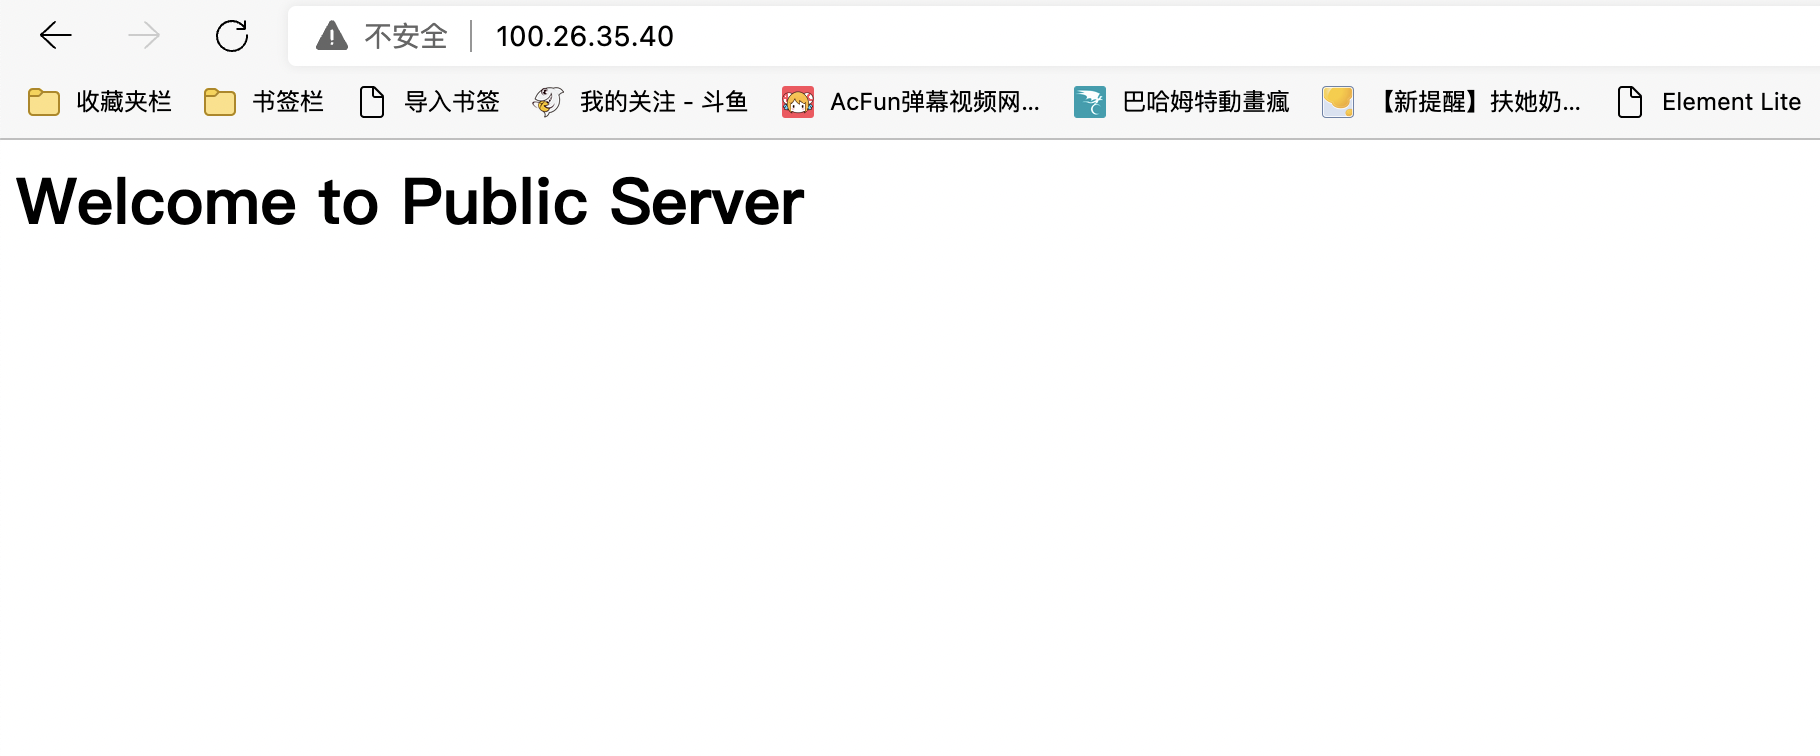 不安全 100.26.35.40
收藏夹栏 书签栏 导入书签 我的关注 - 斗鱼 AcFun弹幕视频网... 巴哈姆特動畫瘋 【新提醒】扶她奶... Element Lite
Welcome to Public Server